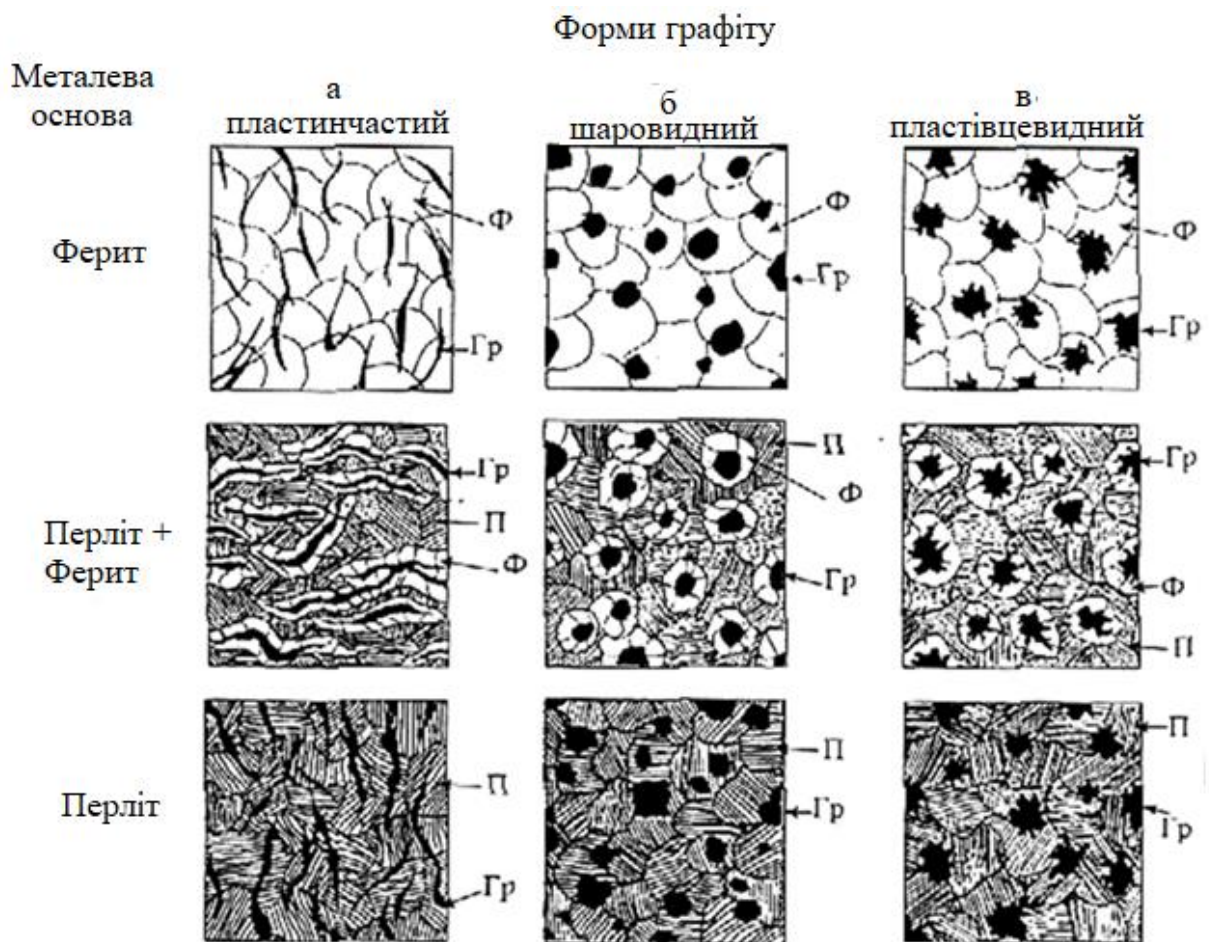 Форми графіту
Металева
основа
а
пластинчастий
б
шаровидний
в
пластівцевидний
Ферит
Ф
Гр
Ф
Гр
Ф
Гр
Перліт +
Ферит
Гр
П
Ф
П
Ф
Гр
Гр
Ф
П
Перліт
П
Гр
П
Гр
П
Гр